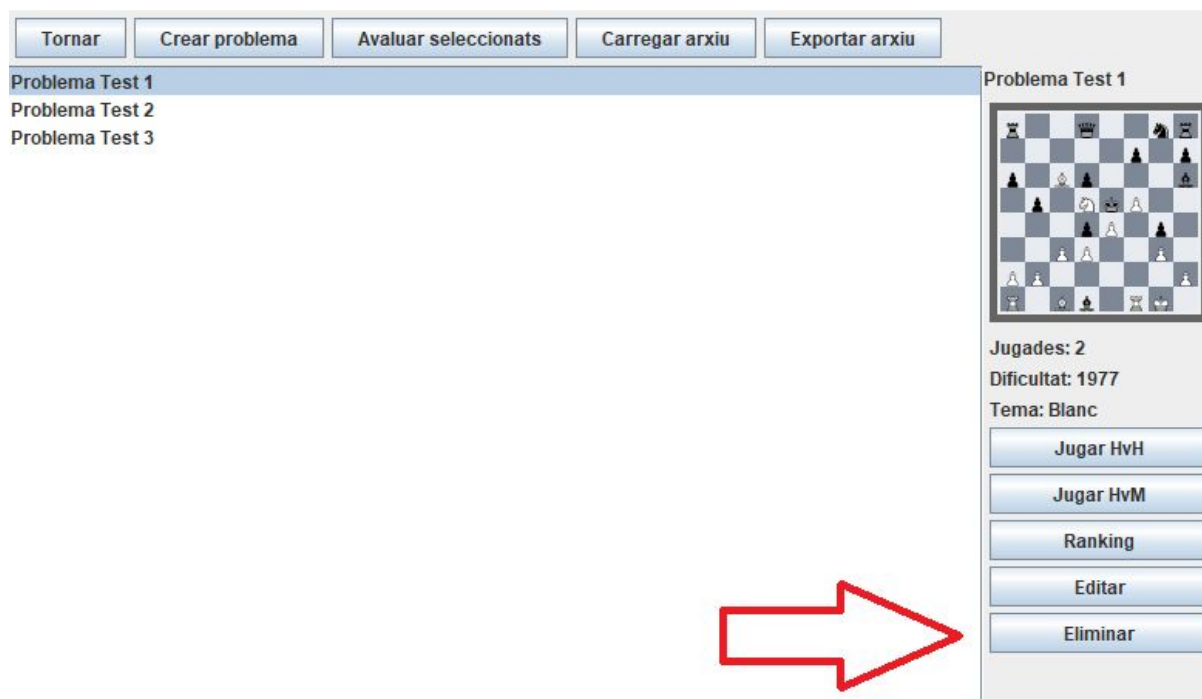 Tornar Crear problema Avaluar seleccionats Carregar arxiu Exportar arxiu
Problema Test 1
Problema Test 2
Problema Test 3
Problema Test 1
Jugades: 2
Dificultat: 1977
Tema: Blanc
Jugar HvH
Jugar HvM
Ranking
Editar
Eliminar